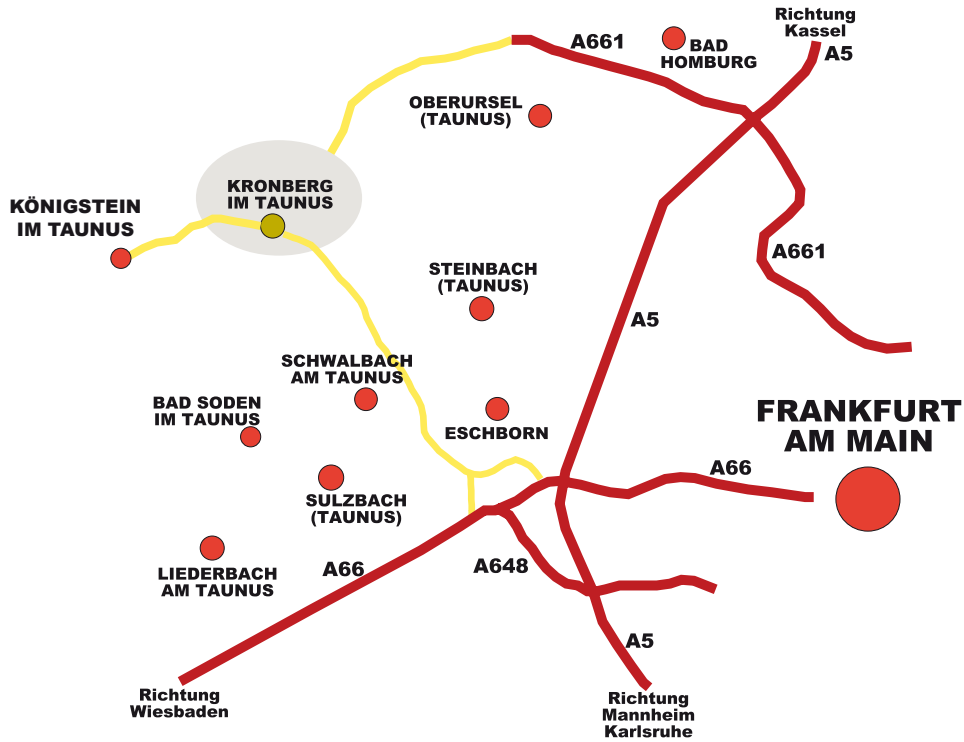 Richtung
Kassel
A661
BAD
HOMBURG
A5
OBERURSEL
(TAUNUS)
KRONBERG
IM TAUNUS
KÖNIGSTEIN
IM TAUNUS
A661
STEINBACH
(TAUNUS)
A5
SCHWALBACH
AM TAUNUS
BAD SODEN
IM TAUNUS
ESCHBORN
FRANKFURT
AM MAIN
A66
SULZBACH
(TAUNUS)
A66
A648
LIEDERBACH
AM TAUNUS
A5
Richtung
Wiesbaden
Richtung
Mannheim
Karlsruhe